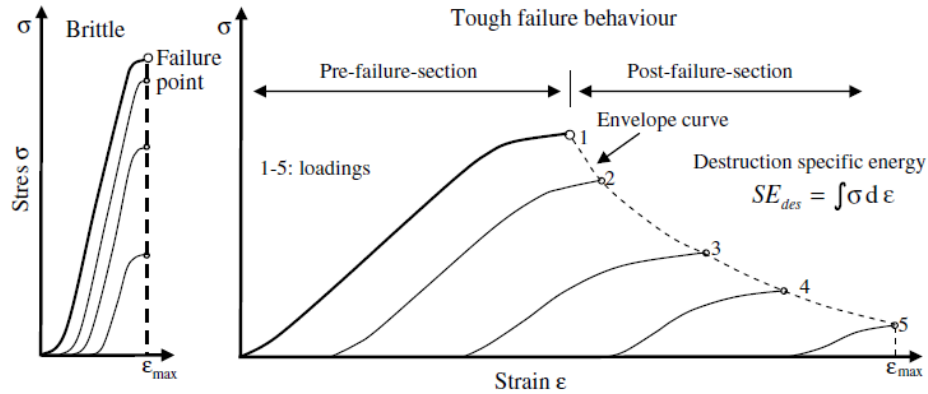 σ
Brittle
Failure
point
Stres σ
ε max
σ
Tough failure behaviour
Pre-failure-section
Post-failure-section
Envelope curve
1-5: loadings
1
2
3
4
5
Destruction specific energy
SE des = ∫σ d ε
ε max
Strain ε